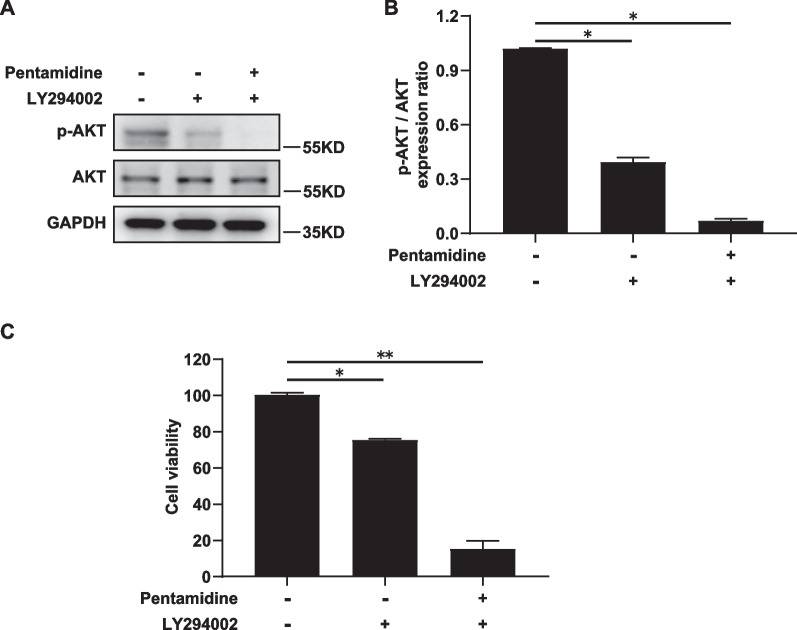 A
Pentamidine - - +
LY294002 - + +
p-AKT
55KD
AKT
55KD
GAPDH
35KD
B
p-AKT / AKT
expression ratio
1.2
0.9
0.6
0.3
0.0
*
*
Pentamidine - - +
LY294002 - + +
C
Cell viability
120
100
80
60
40
20
0
**
*
Pentamidine - - +
LY294002 - + +